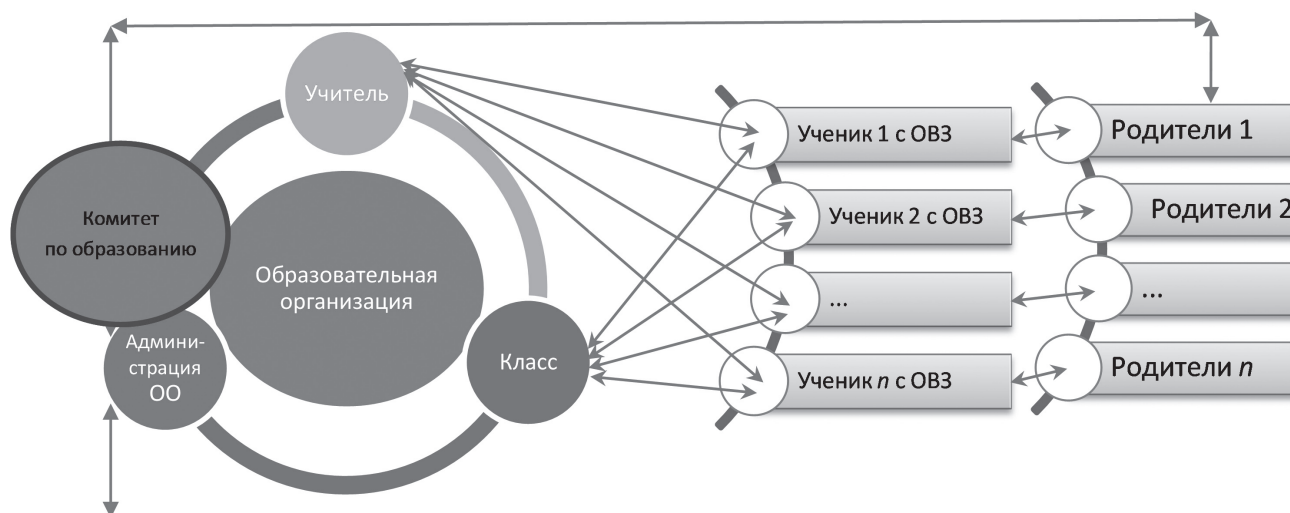 Учитель
Комитет
по образованию
Образовательная
организация
Админи-
страция
ОО
Класс
Ученик 1 с ОВЗ
Ученик 2 с ОВЗ
...
Ученик n с ОВЗ
Родители 1
Родители 2
...
Родители n